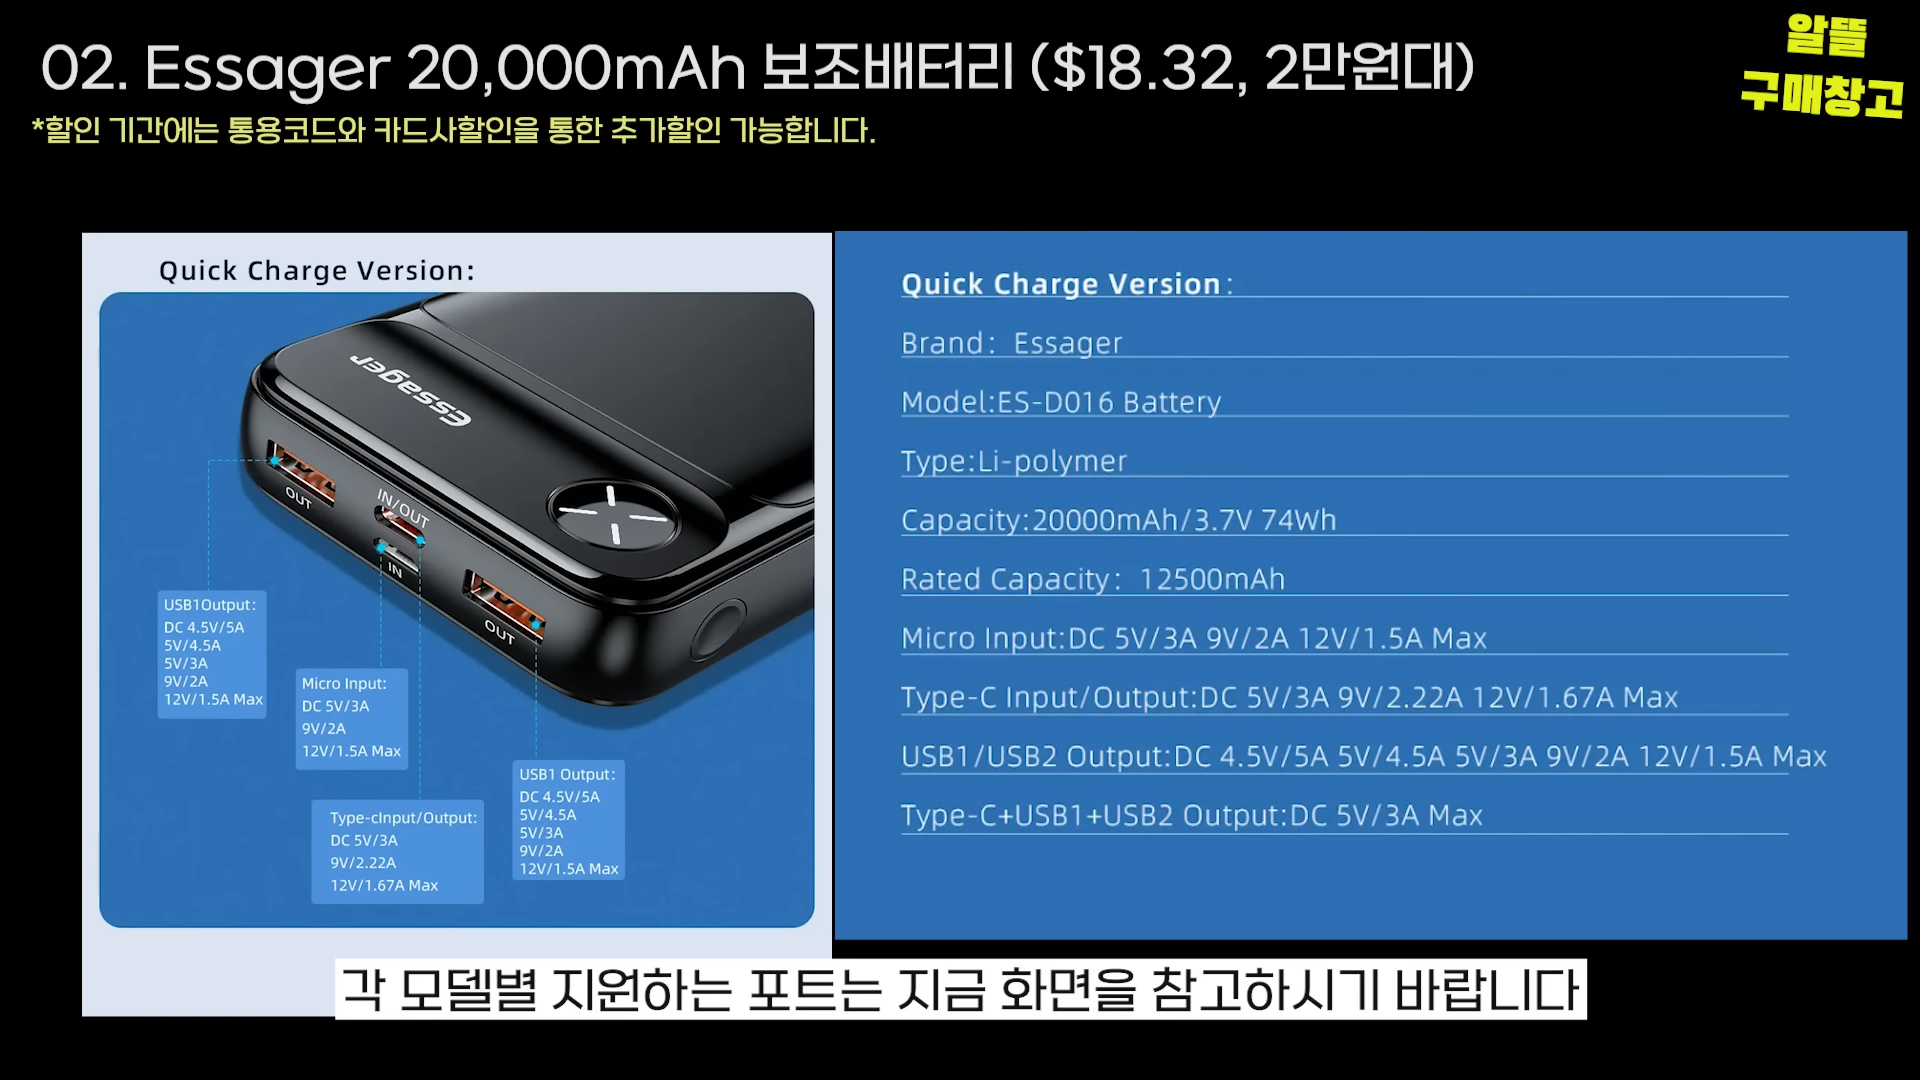 02. Essager 20,000mAh 보조배터리 ($18.32, 2만원대)
*할인 기간에는 통용코드와 카드사할인을 통한 추가할인 가능합니다.
알뜰
구매창고
Quick Charge Version:
Essager
OUT
IN/OUT
IN
OUT
USB1Output:
DC 4.5V/5A
5V/4.5A
5V/3A
9V/2A
12V/1.5A Max
Micro Input:
DC 5V/3A
9V/2A
12V/1.5A Max
Type-cInput/Output:
DC 5V/3A
9V/2.22A
12V/1.67A Max
USB1 Output:
DC 4.5V/5A
5V/4.5A
5V/3A
9V/2A
12V/1.5A Max
Quick Charge Version:
Brand: Essager
Model:ES-D016 Battery
Type:Li-polymer
Capacity:20000mAh/3.7V 74Wh
Rated Capacity: 12500mAh
Micro Input:DC 5V/3A 9V/2A 12V/1.5A Max
Type-C Input/Output:DC 5V/3A 9V/2.22A 12V/1.67A Max
USB1/USB2 Output:DC 4.5V/5A 5V/4.5A 5V/3A 9V/2A 12V/1.5A Max
Type-C+USB1+USB2 Output:DC 5V/3A Max
각 모델별 지원하는 포트는 지금 화면을 참고하시기 바랍니다